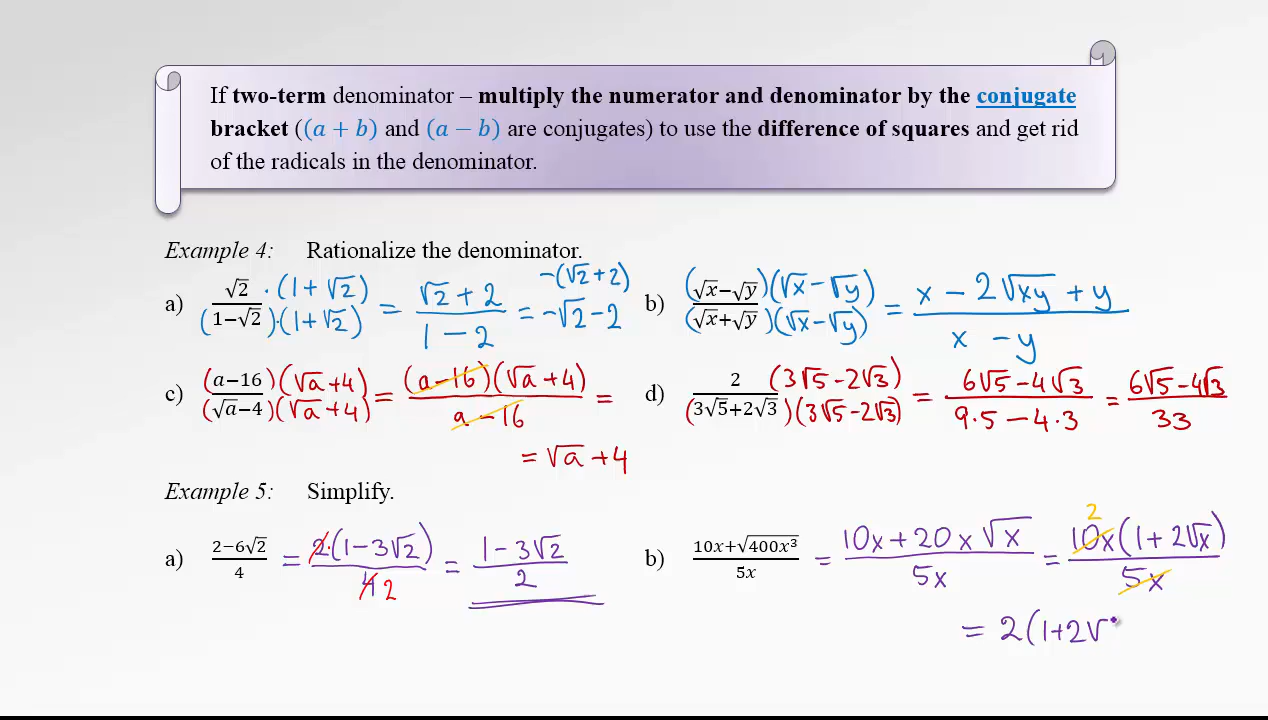 If two-term denominator – multiply the numerator and denominator by the conjugate
bracket ((a + b) and (a − b) are conjugates) to use the difference of squares and get rid
of the radicals in the denominator.
Example 4: Rationalize the denominator.
a) √2/(1−√2) · (1+√2)/(1+√2) = (√2+2)/(1−2) = −√2−2
−(√2+2)
b) (√x−√y)(√x−√y)/(√x+√y)(√x−√y) = (x − 2√xy + y)/(x − y)
c) (a−16)(√a+4)/(√a−4)(√a+4) = (a−16)(√a+4)/(a−16) =
= √a +4
d) 2(3√5−2√3)/(3√5+2√3)(3√5−2√3) = (6√5−4√3)/(9·5−4·3) = (6√5−4√3)/33
Example 5: Simplify.
a) (2−6√2)/4 = 2·(1−3√2)/4 2 = (1−3√2)/2
b) (10x+√400x³)/5x = (10x+20x√x)/5x = 2 10x(1+2√x)/5x
= 2(1+2√